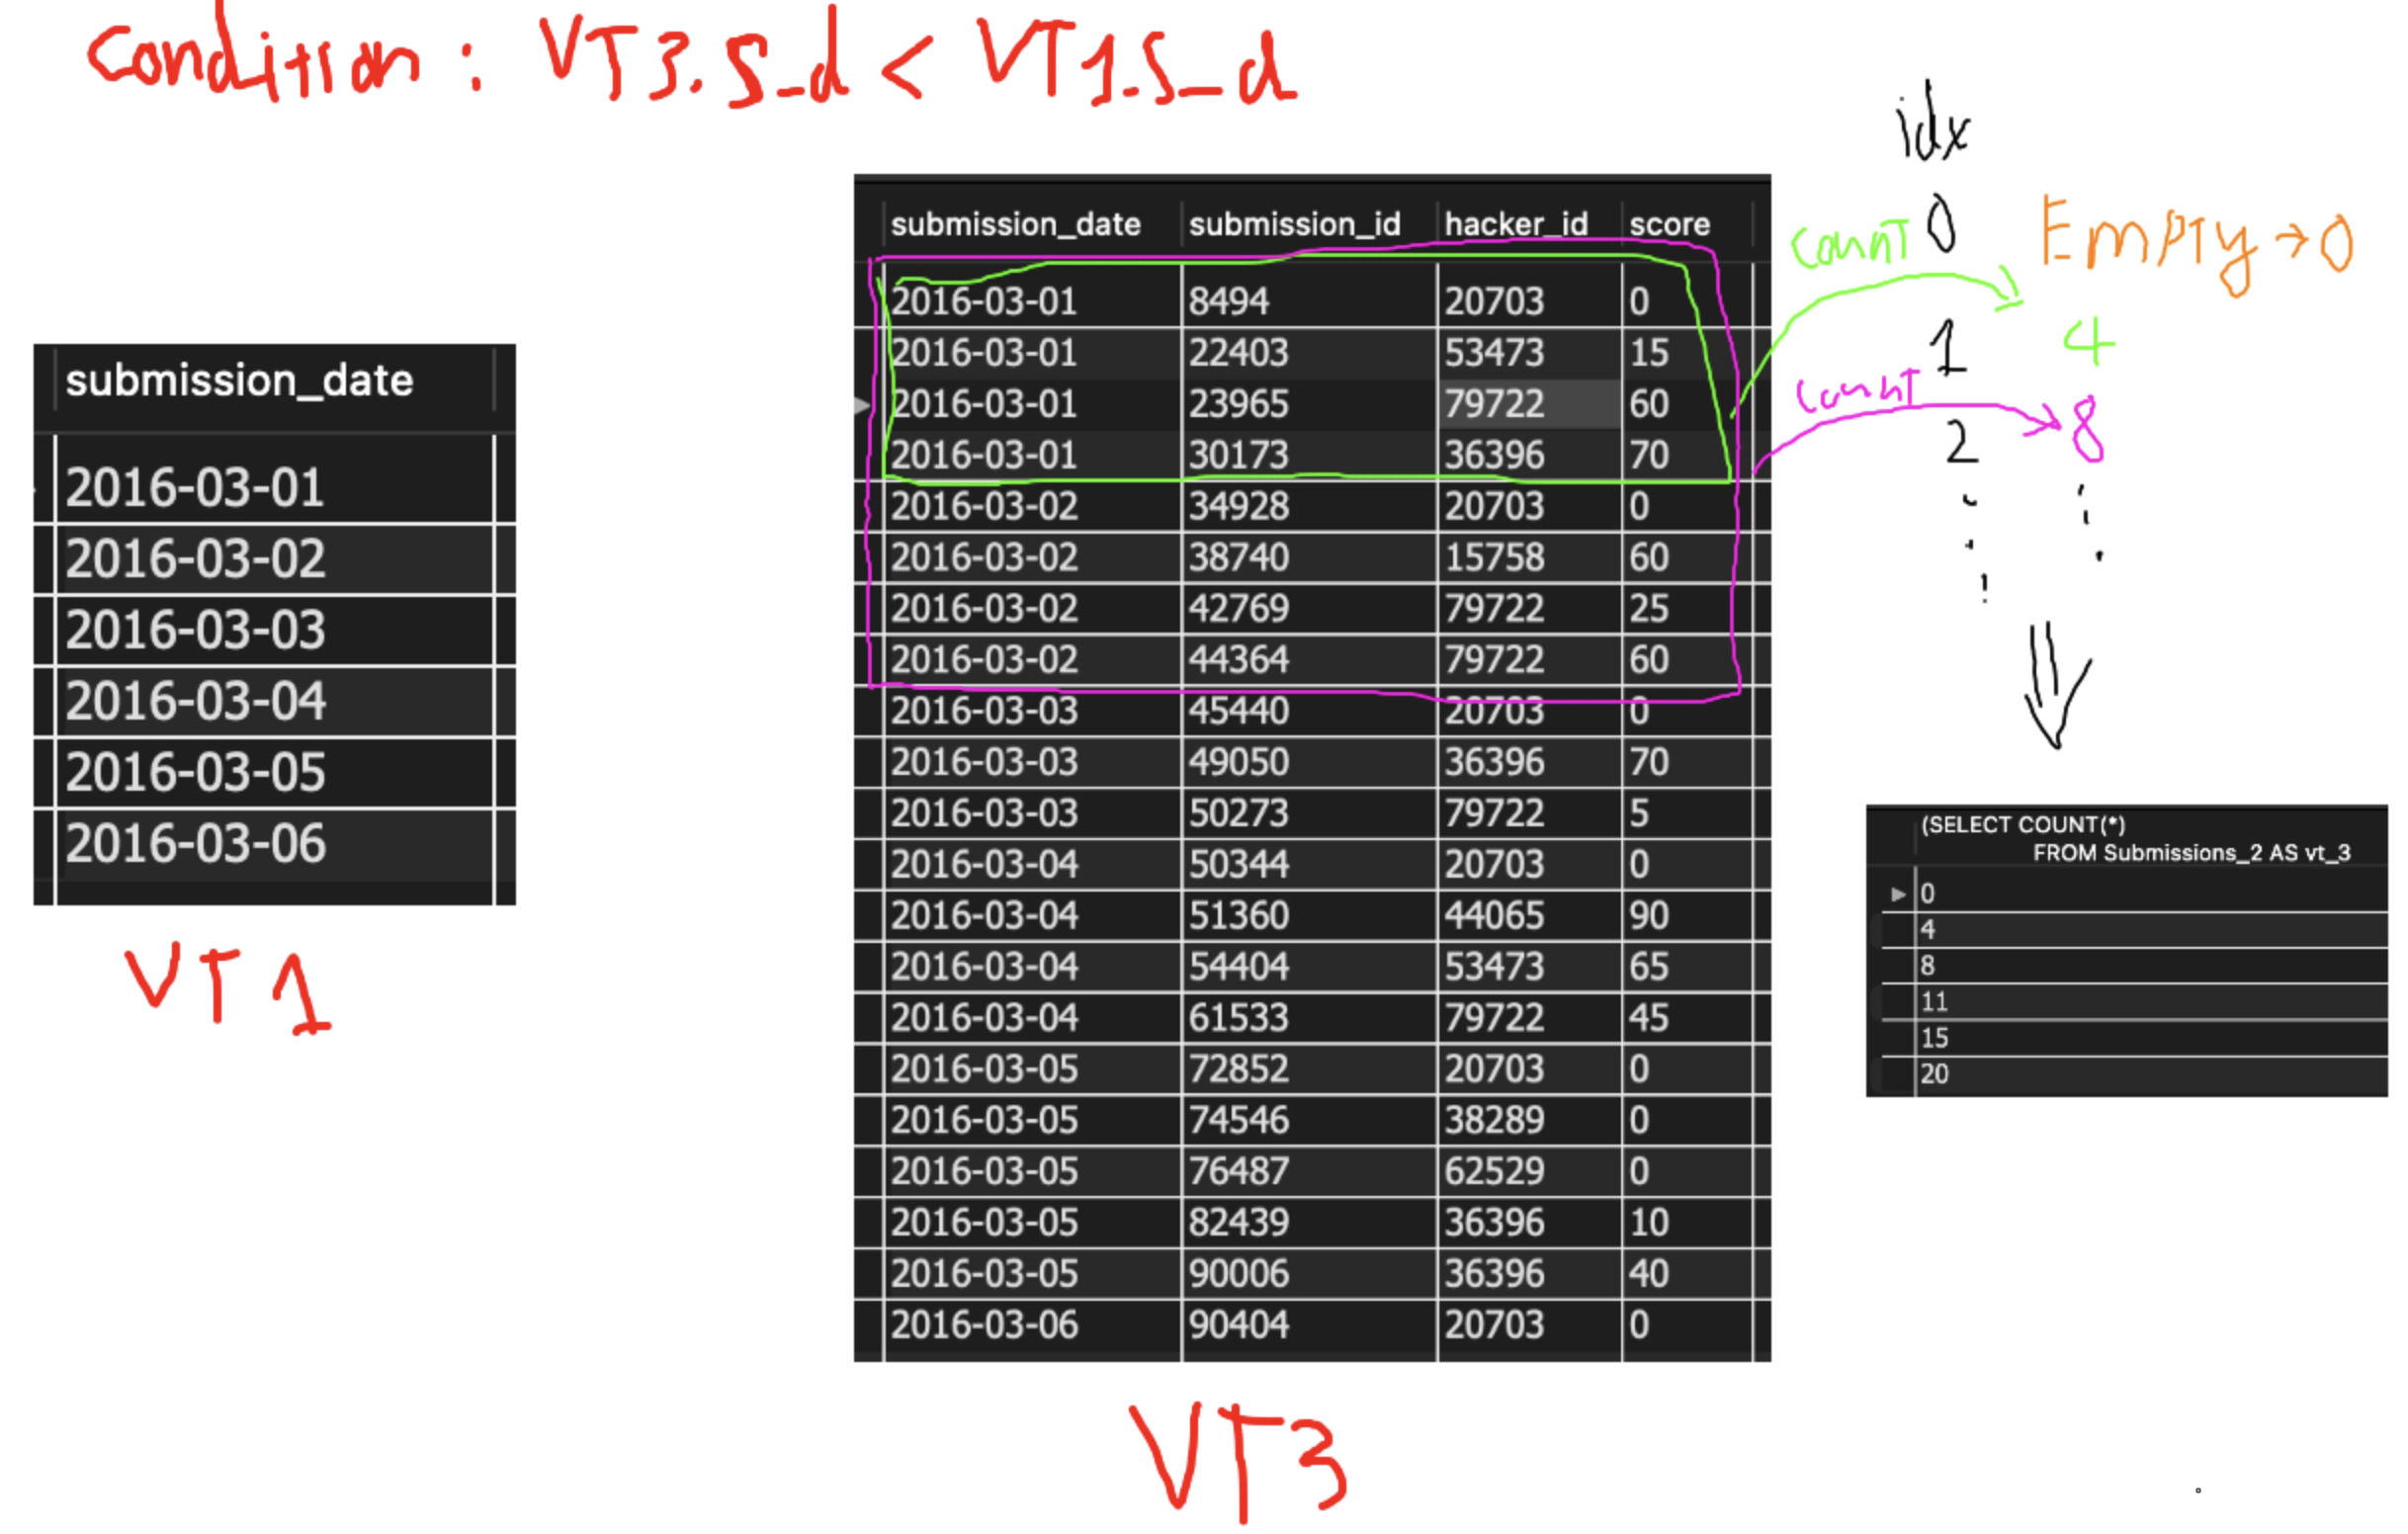 Condition : VT3.S_d < VT1.S_d
submission_date
2016-03-01
2016-03-02
2016-03-03
2016-03-04
2016-03-05
2016-03-06
VT1
submission_date submission_id hacker_id score
2016-03-01 8494 20703 0
2016-03-01 22403 53473 15
2016-03-01 23965 79722 60
2016-03-01 30173 36396 70
2016-03-02 34928 20703 0
2016-03-02 38740 15758 60
2016-03-02 42769 79722 25
2016-03-02 44364 79722 60
2016-03-03 45440 20703 0
2016-03-03 49050 36396 70
2016-03-03 50273 79722 5
2016-03-04 50344 20703 0
2016-03-04 51360 44065 90
2016-03-04 54404 53473 65
2016-03-04 61533 79722 45
2016-03-05 72852 20703 0
2016-03-05 74546 38289 0
2016-03-05 76487 62529 0
2016-03-05 82439 36396 10
2016-03-05 90006 36396 40
2016-03-06 90404 20703 0
VT3
idx
0 Empty → 0
count
1 4
count
2 8
(SELECT COUNT(*)
FROM Submissions_2 AS vt_3
0
4
8
11
15
20